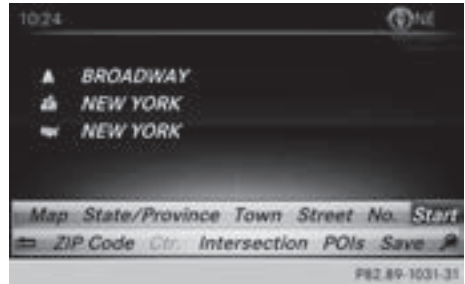 10:24 NE
BROADWAY
NEW YORK
NEW YORK
Map State/Province Town Street No. Start
ZIP Code Ctr. Intersection POIs Save
P82.89-1031-31